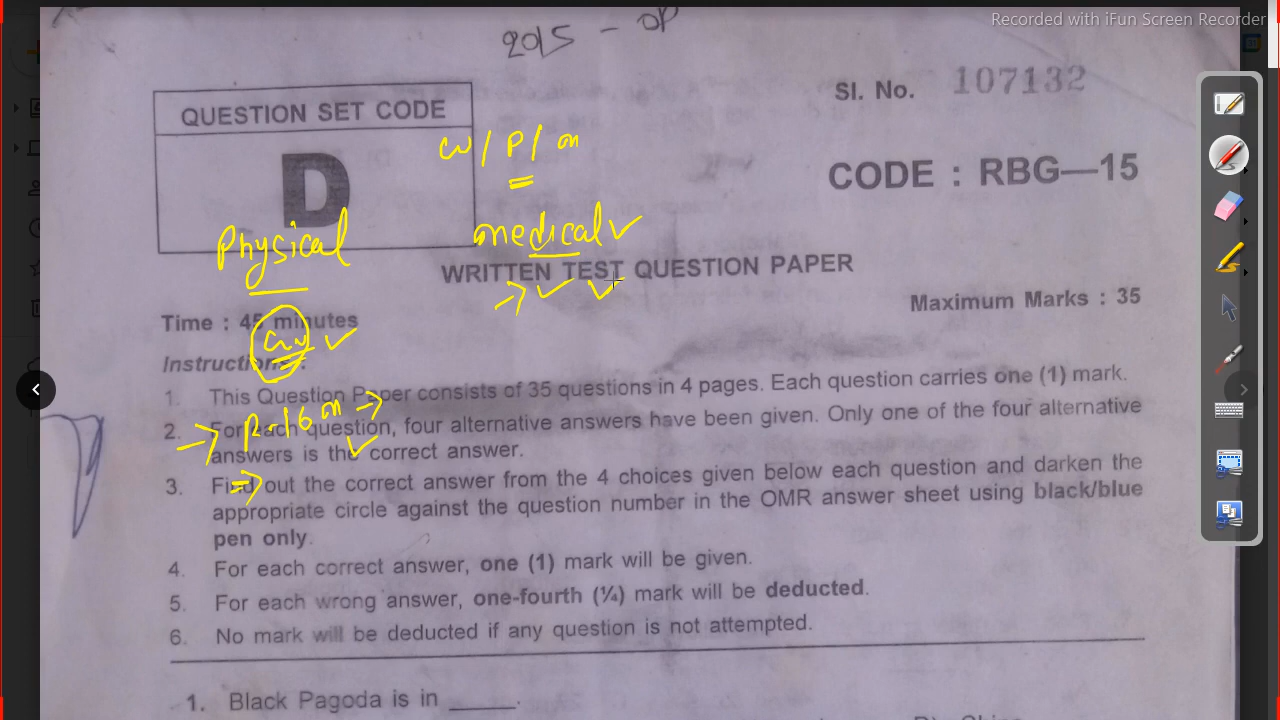 Recorded with iFun Screen Recorder
2015 - OP
QUESTION SET CODE
D
Sl. No. 107132
CODE : RBG—15
W / P / m
Physical
medical
WRITTEN TEST QUESTION PAPER
Time : 45 minutes
Maximum Marks : 35
Instructions :
1. This Question Paper consists of 35 questions in 4 pages. Each question carries one (1) mark.
2. For each question, four alternative answers have been given. Only one of the four alternative
answers is the correct answer.
3. Find out the correct answer from the 4 choices given below each question and darken the
appropriate circle against the question number in the OMR answer sheet using black/blue
pen only.
4. For each correct answer, one (1) mark will be given.
5. For each wrong answer, one-fourth (¼) mark will be deducted.
6. No mark will be deducted if any question is not attempted.
1. Black Pagoda is in _____.